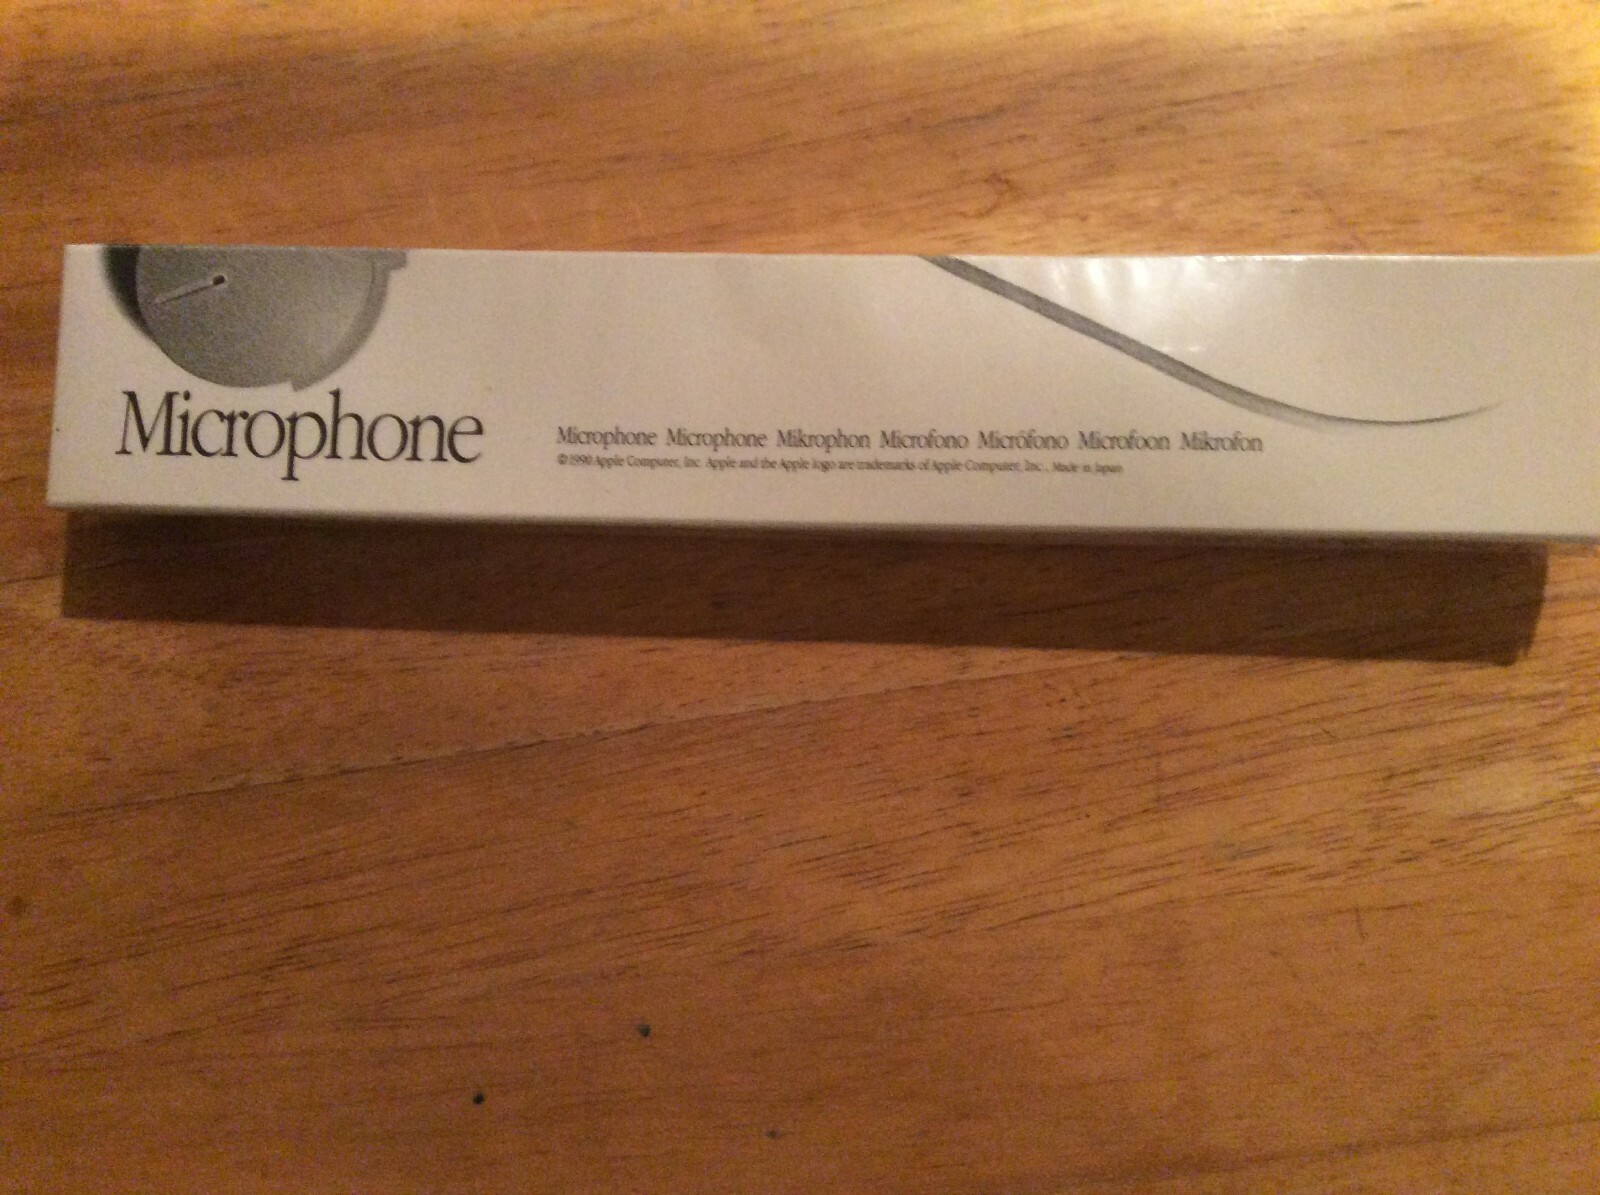 Microphone
Microphone Microphone Mikrophon Microfono Micrófono Microfoon Mikrofon
© 1990 Apple Computer, Inc. Apple and the Apple logo are trademarks of Apple Computer, Inc., Made in Japan